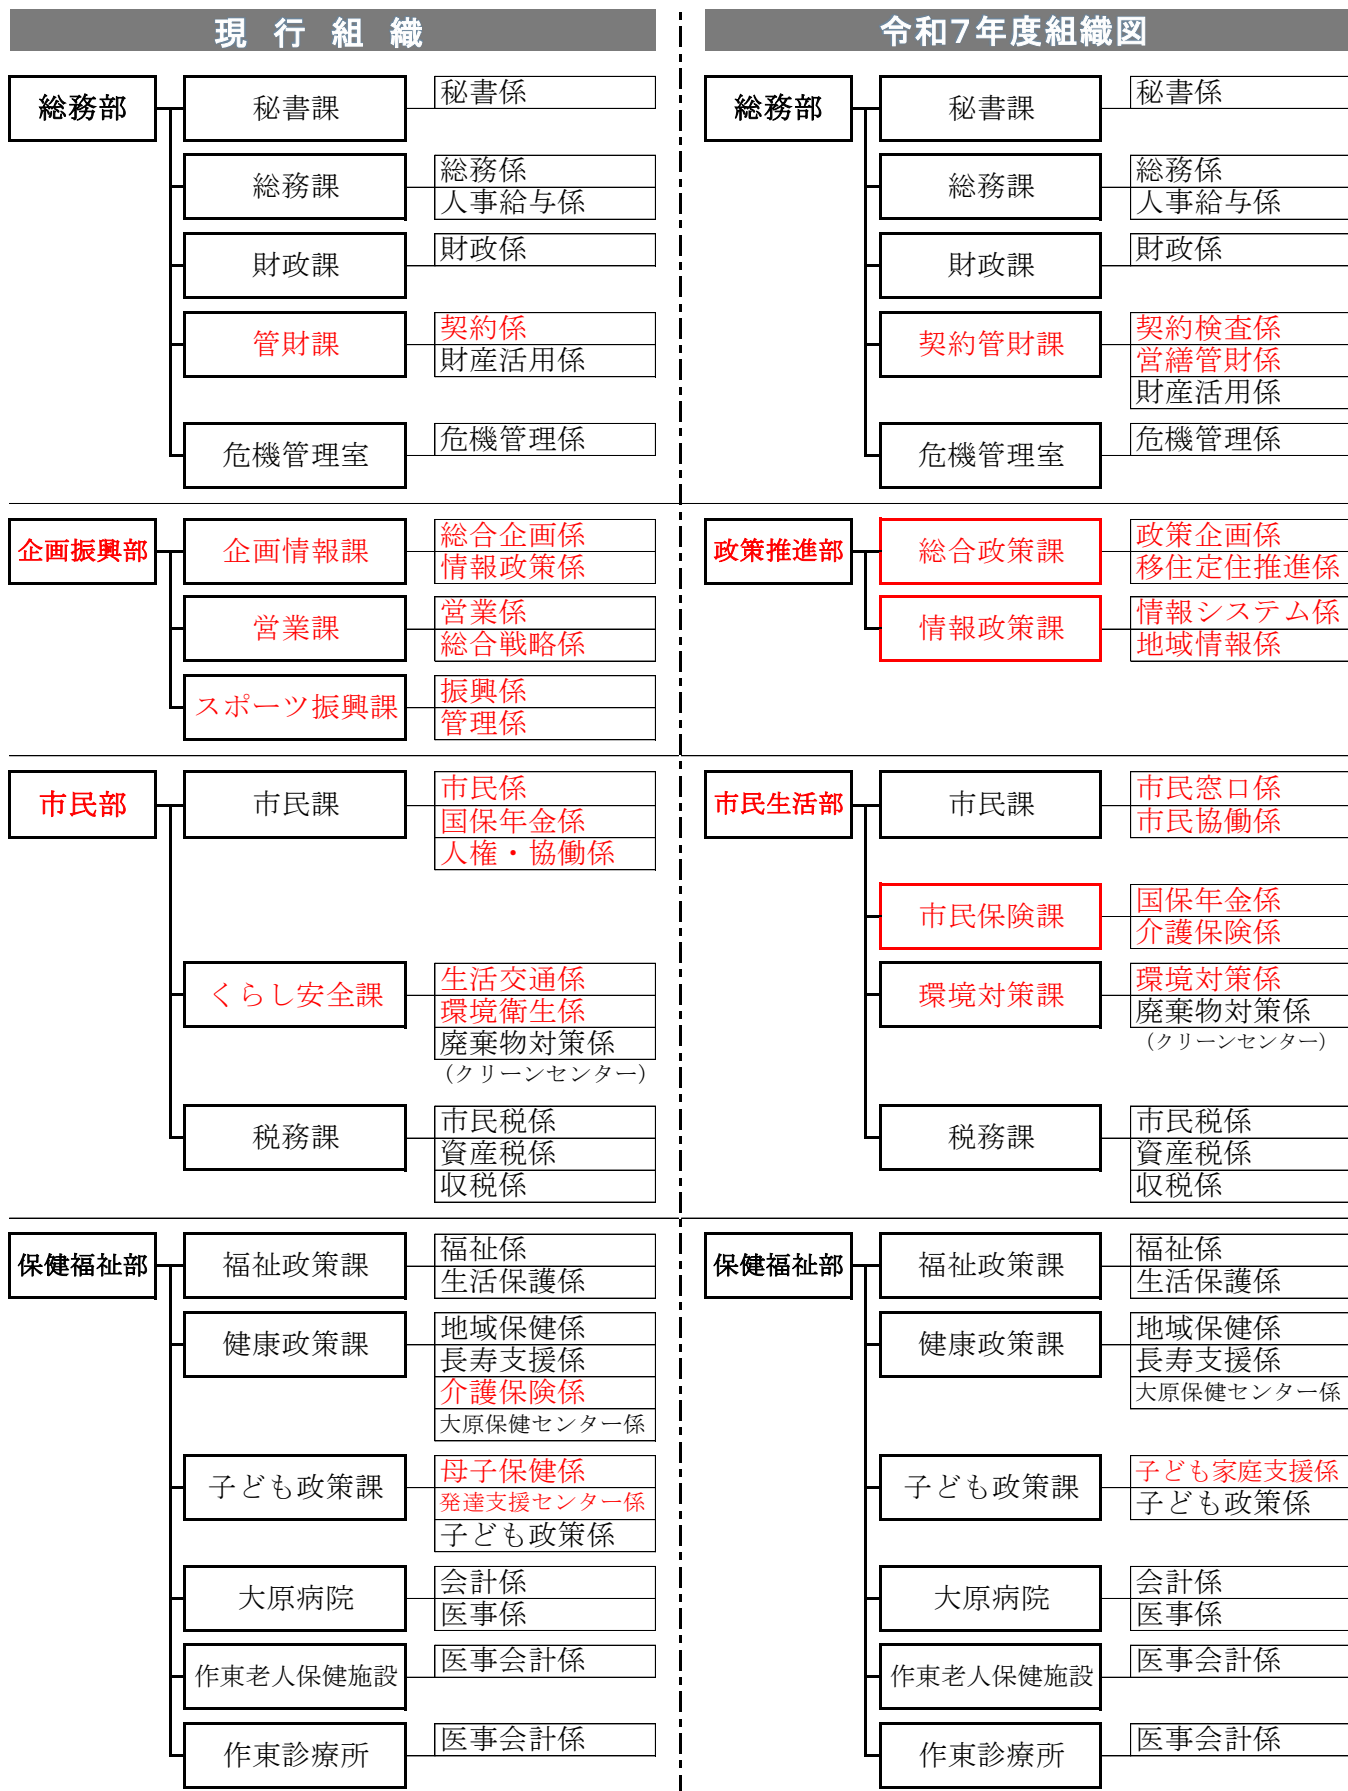 現行組織
総務部
秘書課
秘書係
総務課
総務係
人事給与係
財政課
財政係
管財課
契約係
財産活用係
危機管理室
危機管理係
企画振興部
企画情報課
総合企画係
情報政策係
営業課
営業係
総合戦略係
スポーツ振興課
振興係
管理係
市民部
市民課
市民係
国保年金係
人権・協働係
くらし安全課
生活交通係
環境衛生係
廃棄物対策係
（クリーンセンター）
税務課
市民税係
資産税係
収税係
保健福祉部
福祉政策課
福祉係
生活保護係
健康政策課
地域保健係
長寿支援係
介護保険係
大原保健センター係
子ども政策課
母子保健係
発達支援センター係
子ども政策係
大原病院
会計係
医事係
作東老人保健施設
医事会計係
作東診療所
医事会計係
令和7年度組織図
総務部
秘書課
秘書係
総務課
総務係
人事給与係
財政課
財政係
契約管財課
契約検査係
営繕管財係
財産活用係
危機管理室
危機管理係
政策推進部
総合政策課
政策企画係
移住定住推進係
情報政策課
情報システム係
地域情報係
市民生活部
市民課
市民窓口係
市民協働係
市民保険課
国保年金係
介護保険係
環境対策課
環境対策係
廃棄物対策係
（クリーンセンター）
税務課
市民税係
資産税係
収税係
保健福祉部
福祉政策課
福祉係
生活保護係
健康政策課
地域保健係
長寿支援係
大原保健センター係
子ども政策課
子ども家庭支援係
子ども政策係
大原病院
会計係
医事係
作東老人保健施設
医事会計係
作東診療所
医事会計係